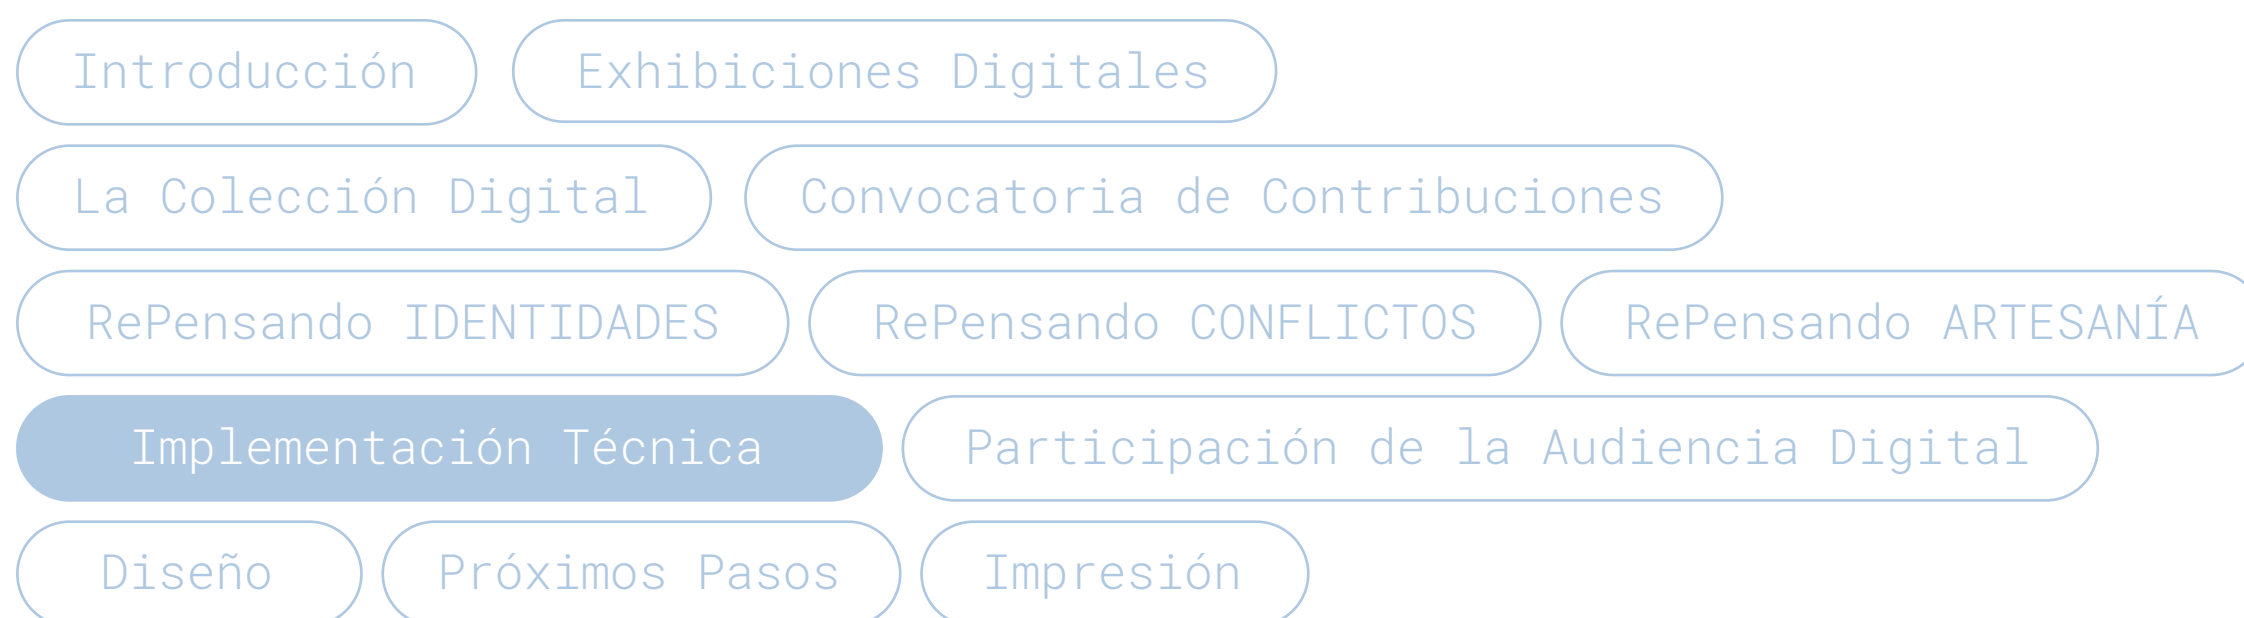 Introducción Exhibiciones Digitales
La Colección Digital Convocatoria de Contribuciones
RePensando IDENTIDADES RePensando CONFLICTOS RePensando ARTESANÍA
Implementación Técnica Participación de la Audiencia Digital
Diseño Próximos Pasos Impresión